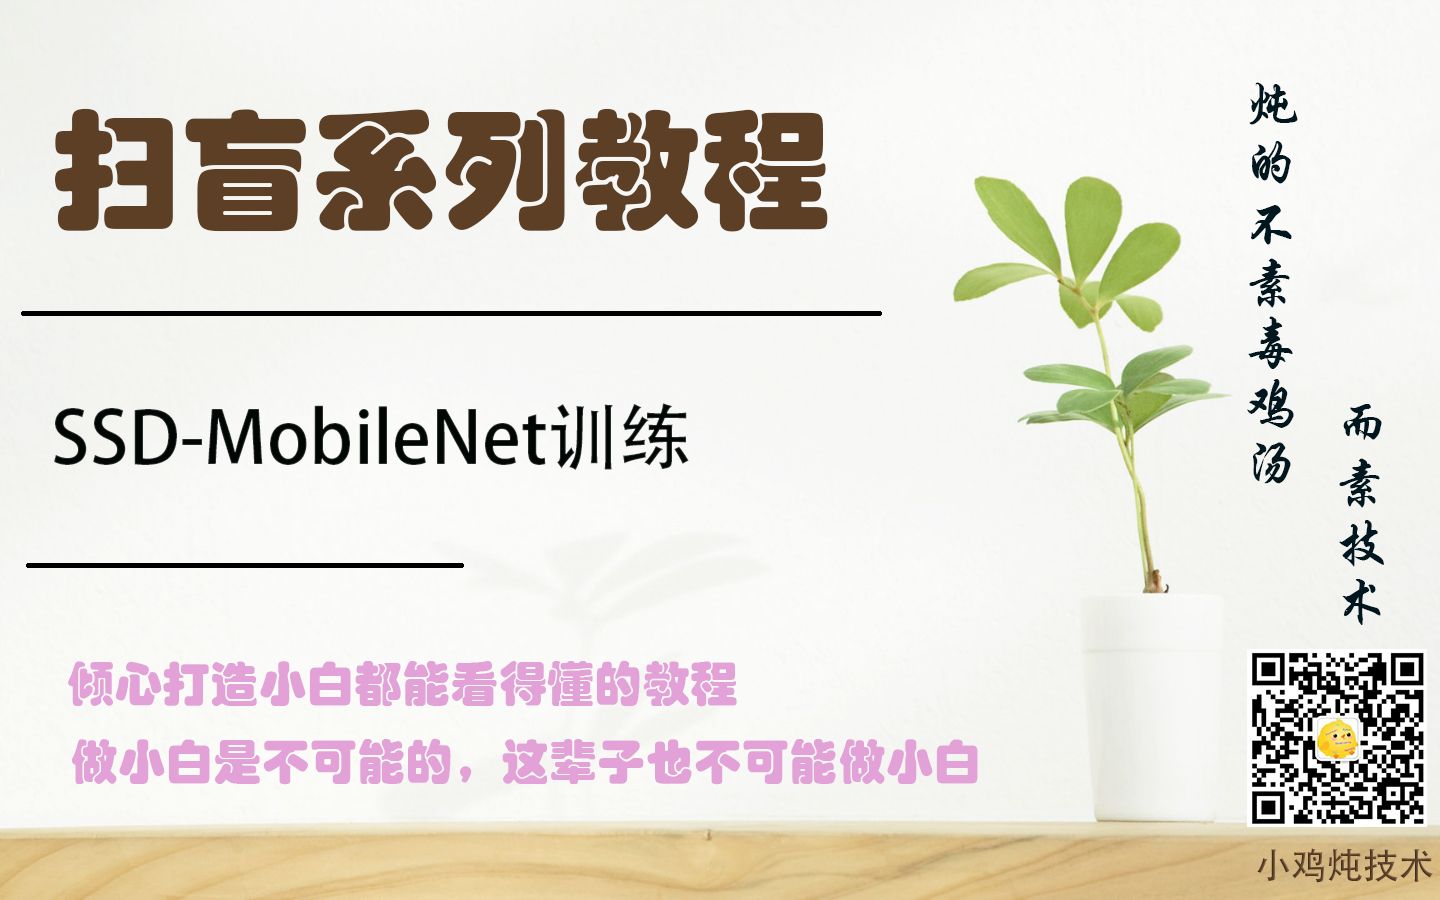 扫盲系列教程
SSD-MobileNet训练
倾心打造小白都能看得懂的教程
做小白是不可能的，这辈子也不可能做小白
炖的不素毒鸡汤
而素技术
小鸡炖技术